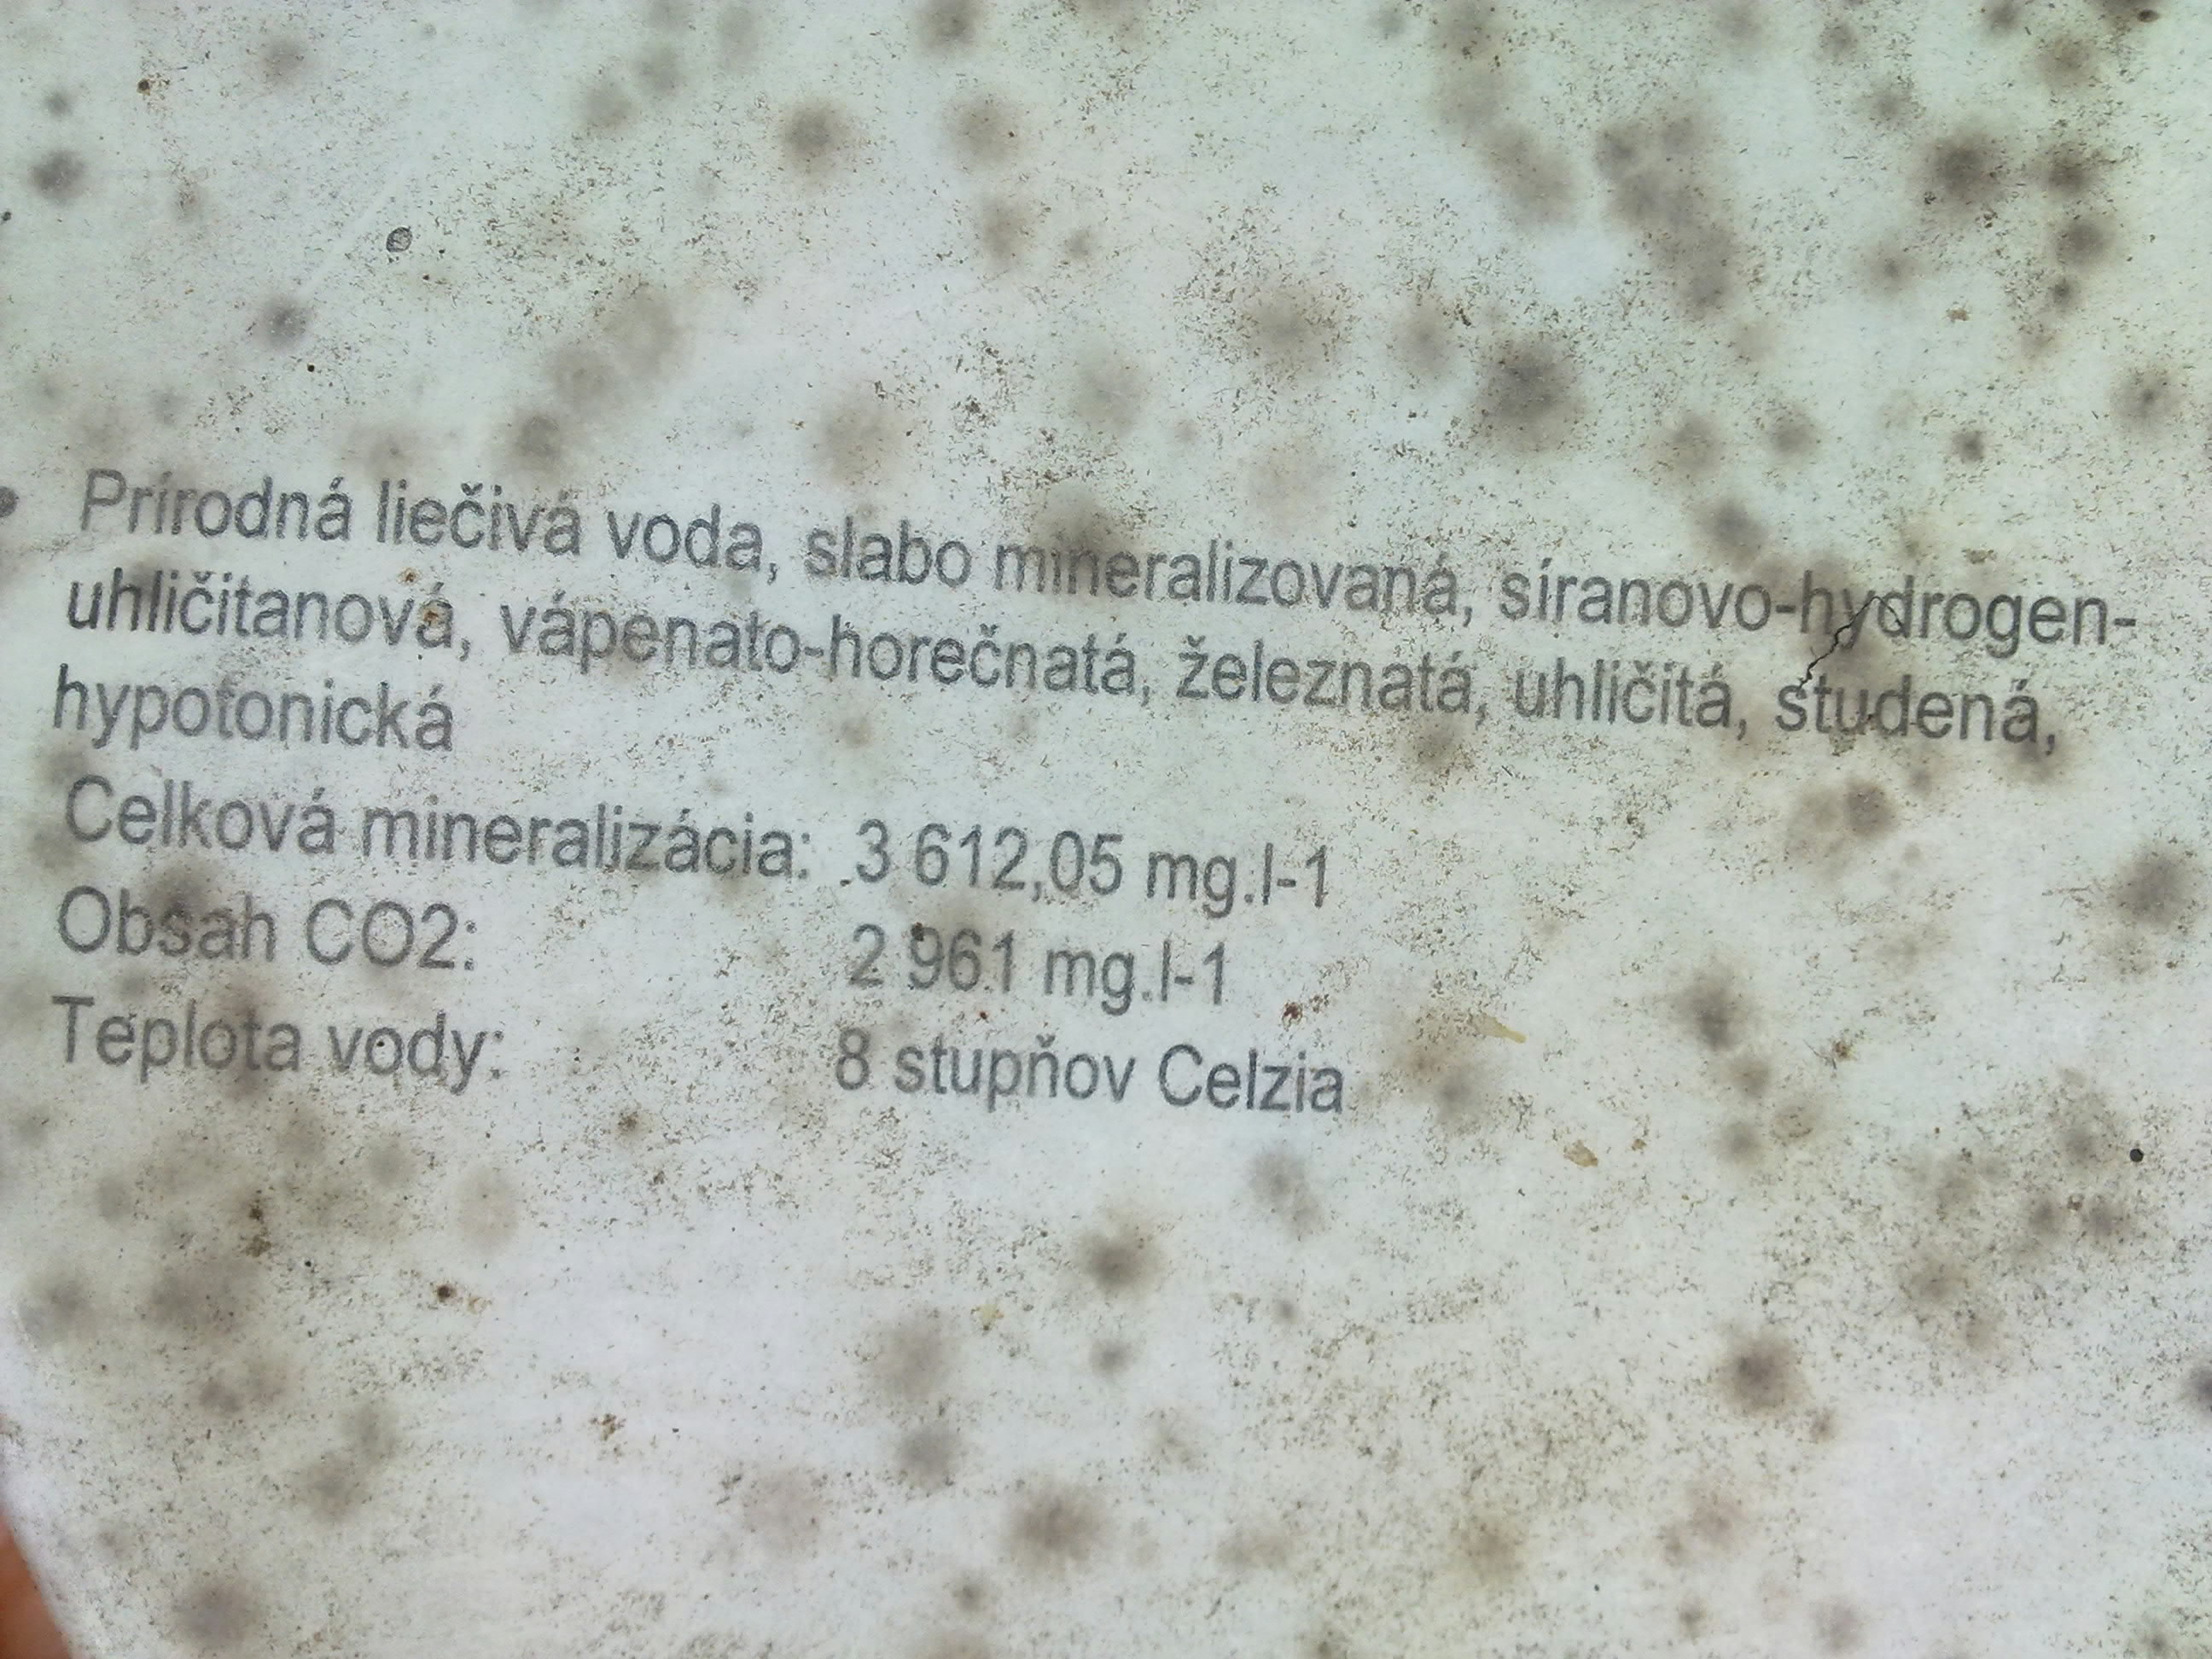 Prírodná liečivá voda, slabo mineralizovaná, síranovo-hydrogen-
uhličitanová, vápenato-horečnatá, železnatá, uhličitá, studená,
hypotonická
Celková mineralizácia: 3 612,05 mg.l-1
Obsah CO2: 2 961 mg.l-1
Teplota vody: 8 stupňov Celzia